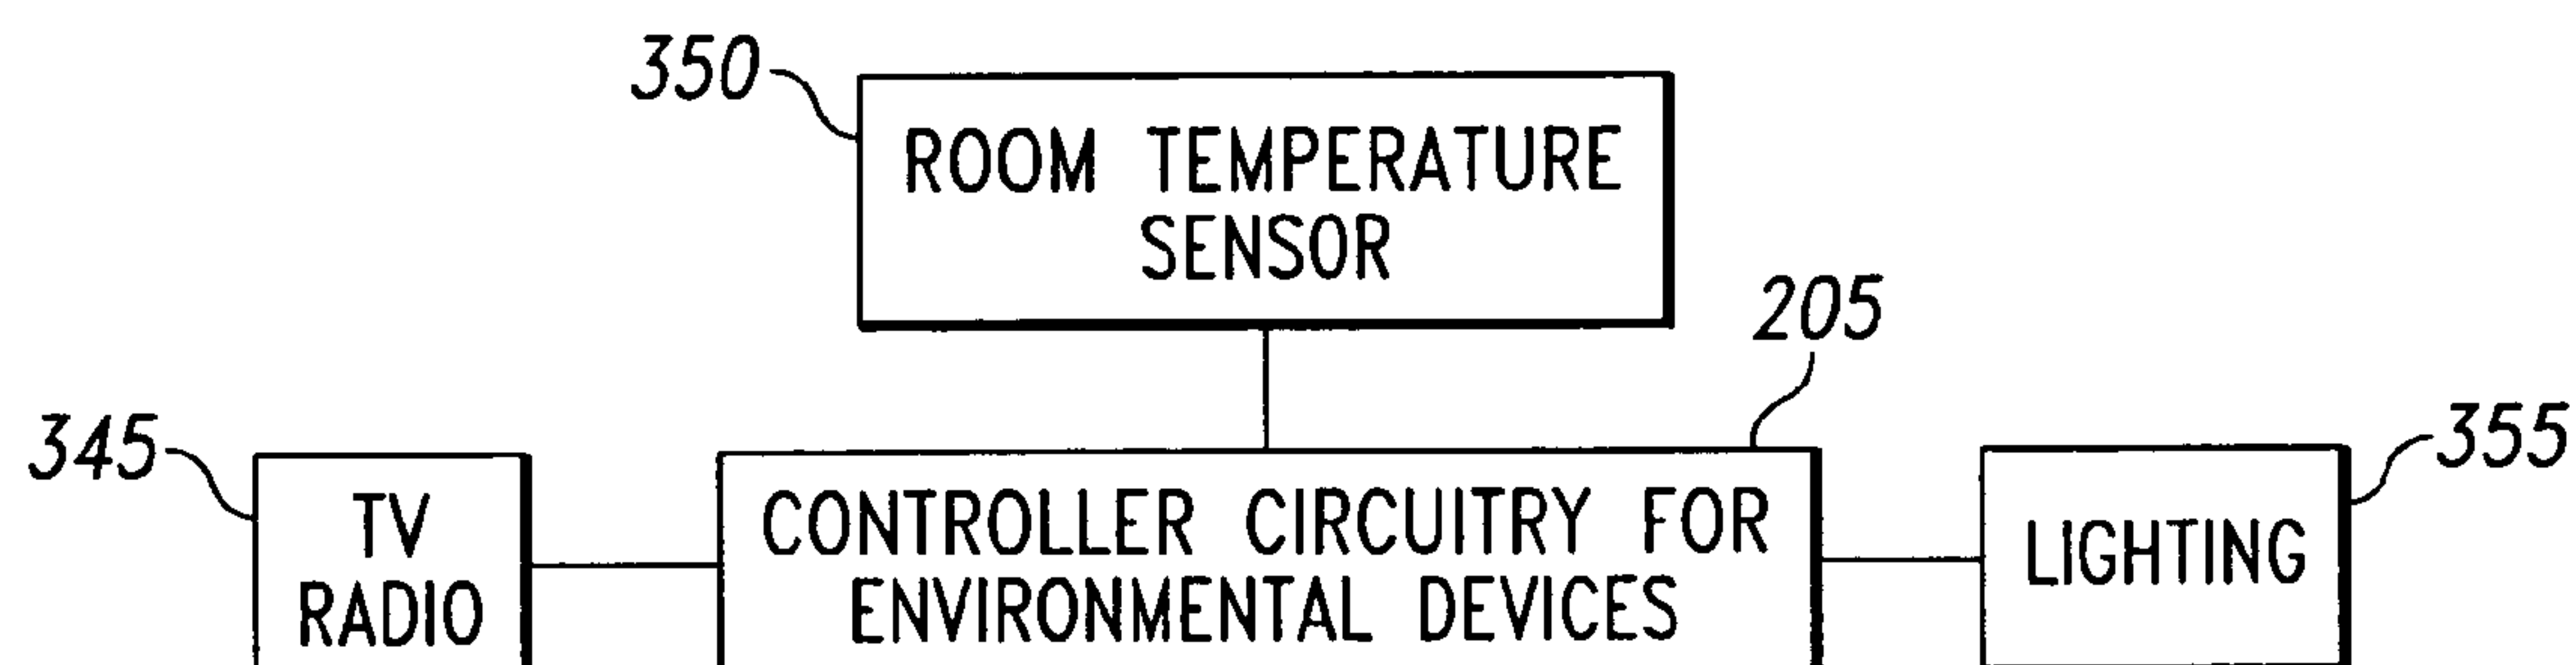 350
ROOM TEMPERATURE
SENSOR
205
345
TV
RADIO
CONTROLLER CIRCUITRY FOR
ENVIRONMENTAL DEVICES
355
LIGHTING